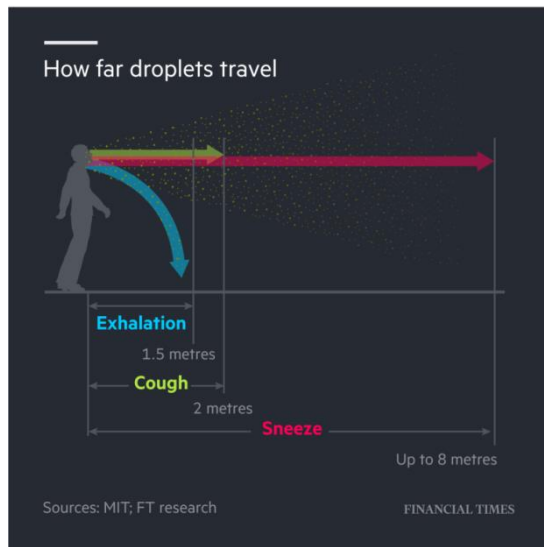 How far droplets travel
Exhalation
1.5 metres
Cough
2 metres
Sneeze
Up to 8 metres
Sources: MIT; FT research
FINANCIAL TIMES